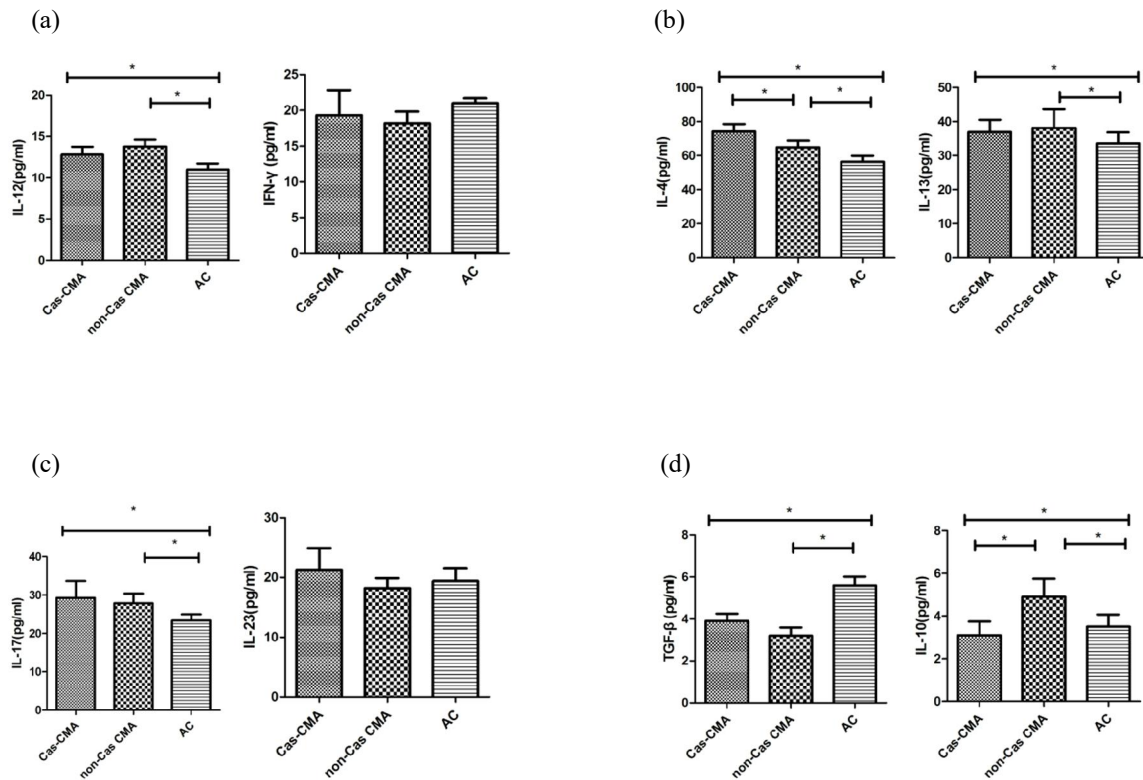 (a)
*
*
IL-12(pg/ml)
20
15
10
5
0
Cas-CMA
non-Cas CMA
AC
IFN-γ (pg/ml)
25
20
15
10
5
0
Cas-CMA
non-Cas CMA
AC
(b)
*
*
*
IL-4(pg/ml)
100
80
60
40
20
0
Cas-CMA
non-Cas CMA
AC
*
*
IL-13(pg/ml)
50
40
30
20
10
0
Cas-CMA
non-Cas CMA
AC
(c)
*
*
IL-17(pg/ml)
40
30
20
10
0
Cas-CMA
non-Cas CMA
AC
IL-23(pg/ml)
30
20
10
0
Cas-CMA
non-Cas CMA
AC
(d)
*
*
TGF-β (pg/ml)
8
6
4
2
0
Cas-CMA
non-Cas CMA
AC
*
*
*
IL-10(pg/ml)
8
6
4
2
0
Cas-CMA
non-Cas CMA
AC